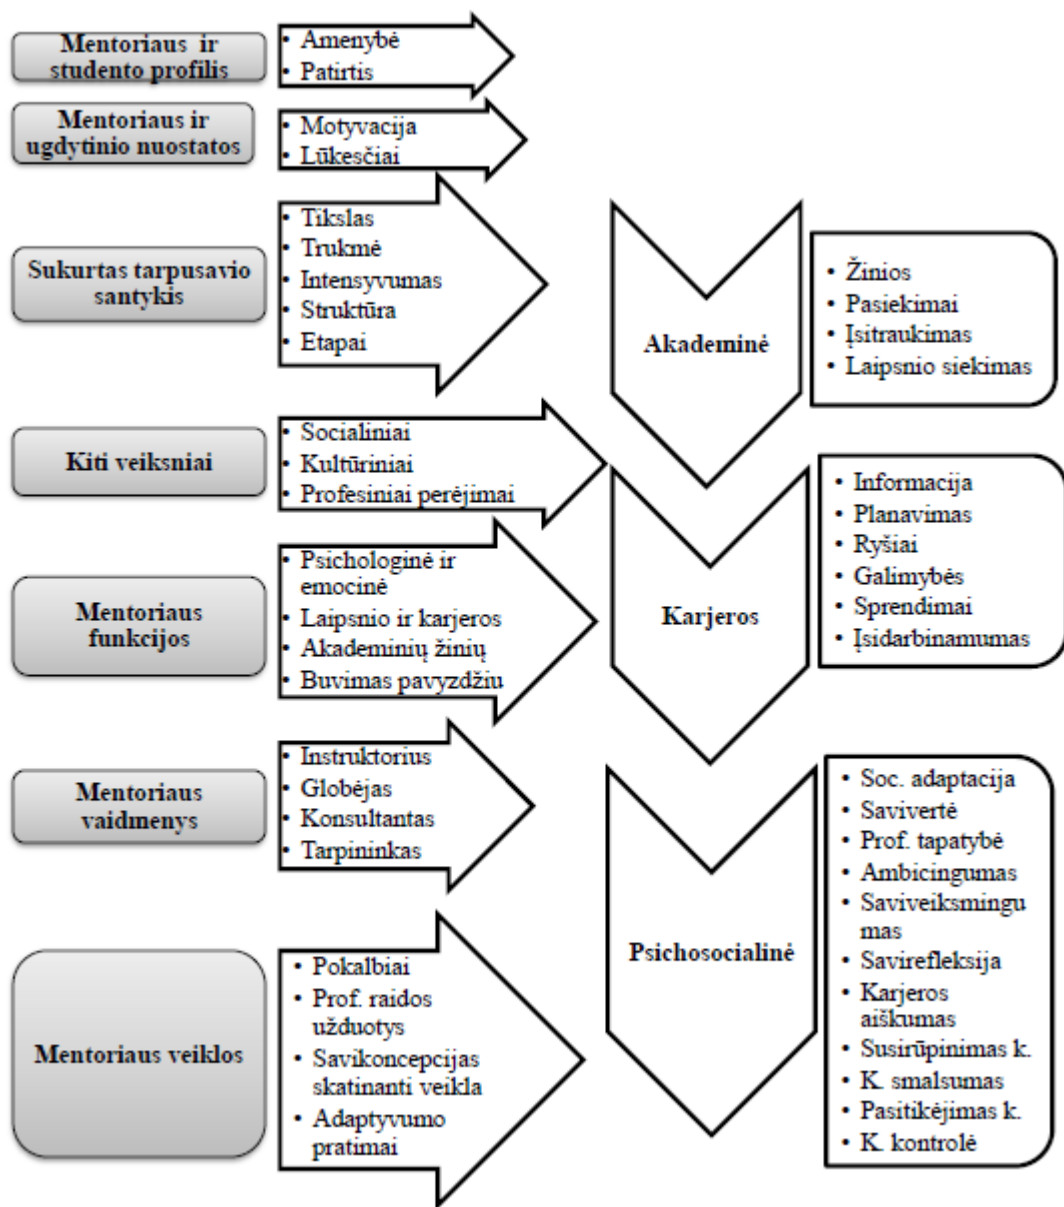 Mentoriaus ir
studento profilis
• Amenybė
• Patirtis
Mentoriaus ir
ugdytinio nuostatos
• Motyvacija
• Lūkesčiai
Sukurtas tarpusavio
santykis
• Tikslas
• Trukmė
• Intensyvumas
• Struktūra
• Etapai
Kiti veiksniai
• Socialiniai
• Kultūriniai
• Profesiniai perėjimai
Mentoriaus
funkcijos
• Psichologinė ir
emocinė
• Laipsnio ir karjeros
• Akademinių žinių
• Buvimas pavyzdžiu
Mentoriaus
vaidmenys
• Instruktorius
• Globėjas
• Konsultantas
• Tarpininkas
Mentoriaus veiklos
• Pokalbiai
• Prof. raidos
užduotys
• Savikoncepcijas
skatinanti veikla
• Adaptyvumo
pratimai
Akademinė
• Žinios
• Pasiekimai
• Įsitraukimas
• Laipsnio siekimas
Karjeros
• Informacija
• Planavimas
• Ryšiai
• Galimybės
• Sprendimai
• Įsidarbinamumas
Psichosocialinė
• Soc. adaptacija
• Savivertė
• Prof. tapatybė
• Ambicingumas
• Saviveiksmingu
mas
• Savirefleksija
• Karjeros
aiškumas
• Susirūpinimas k.
• K. smalsumas
• Pasitikėjimas k.
• K. kontrolė